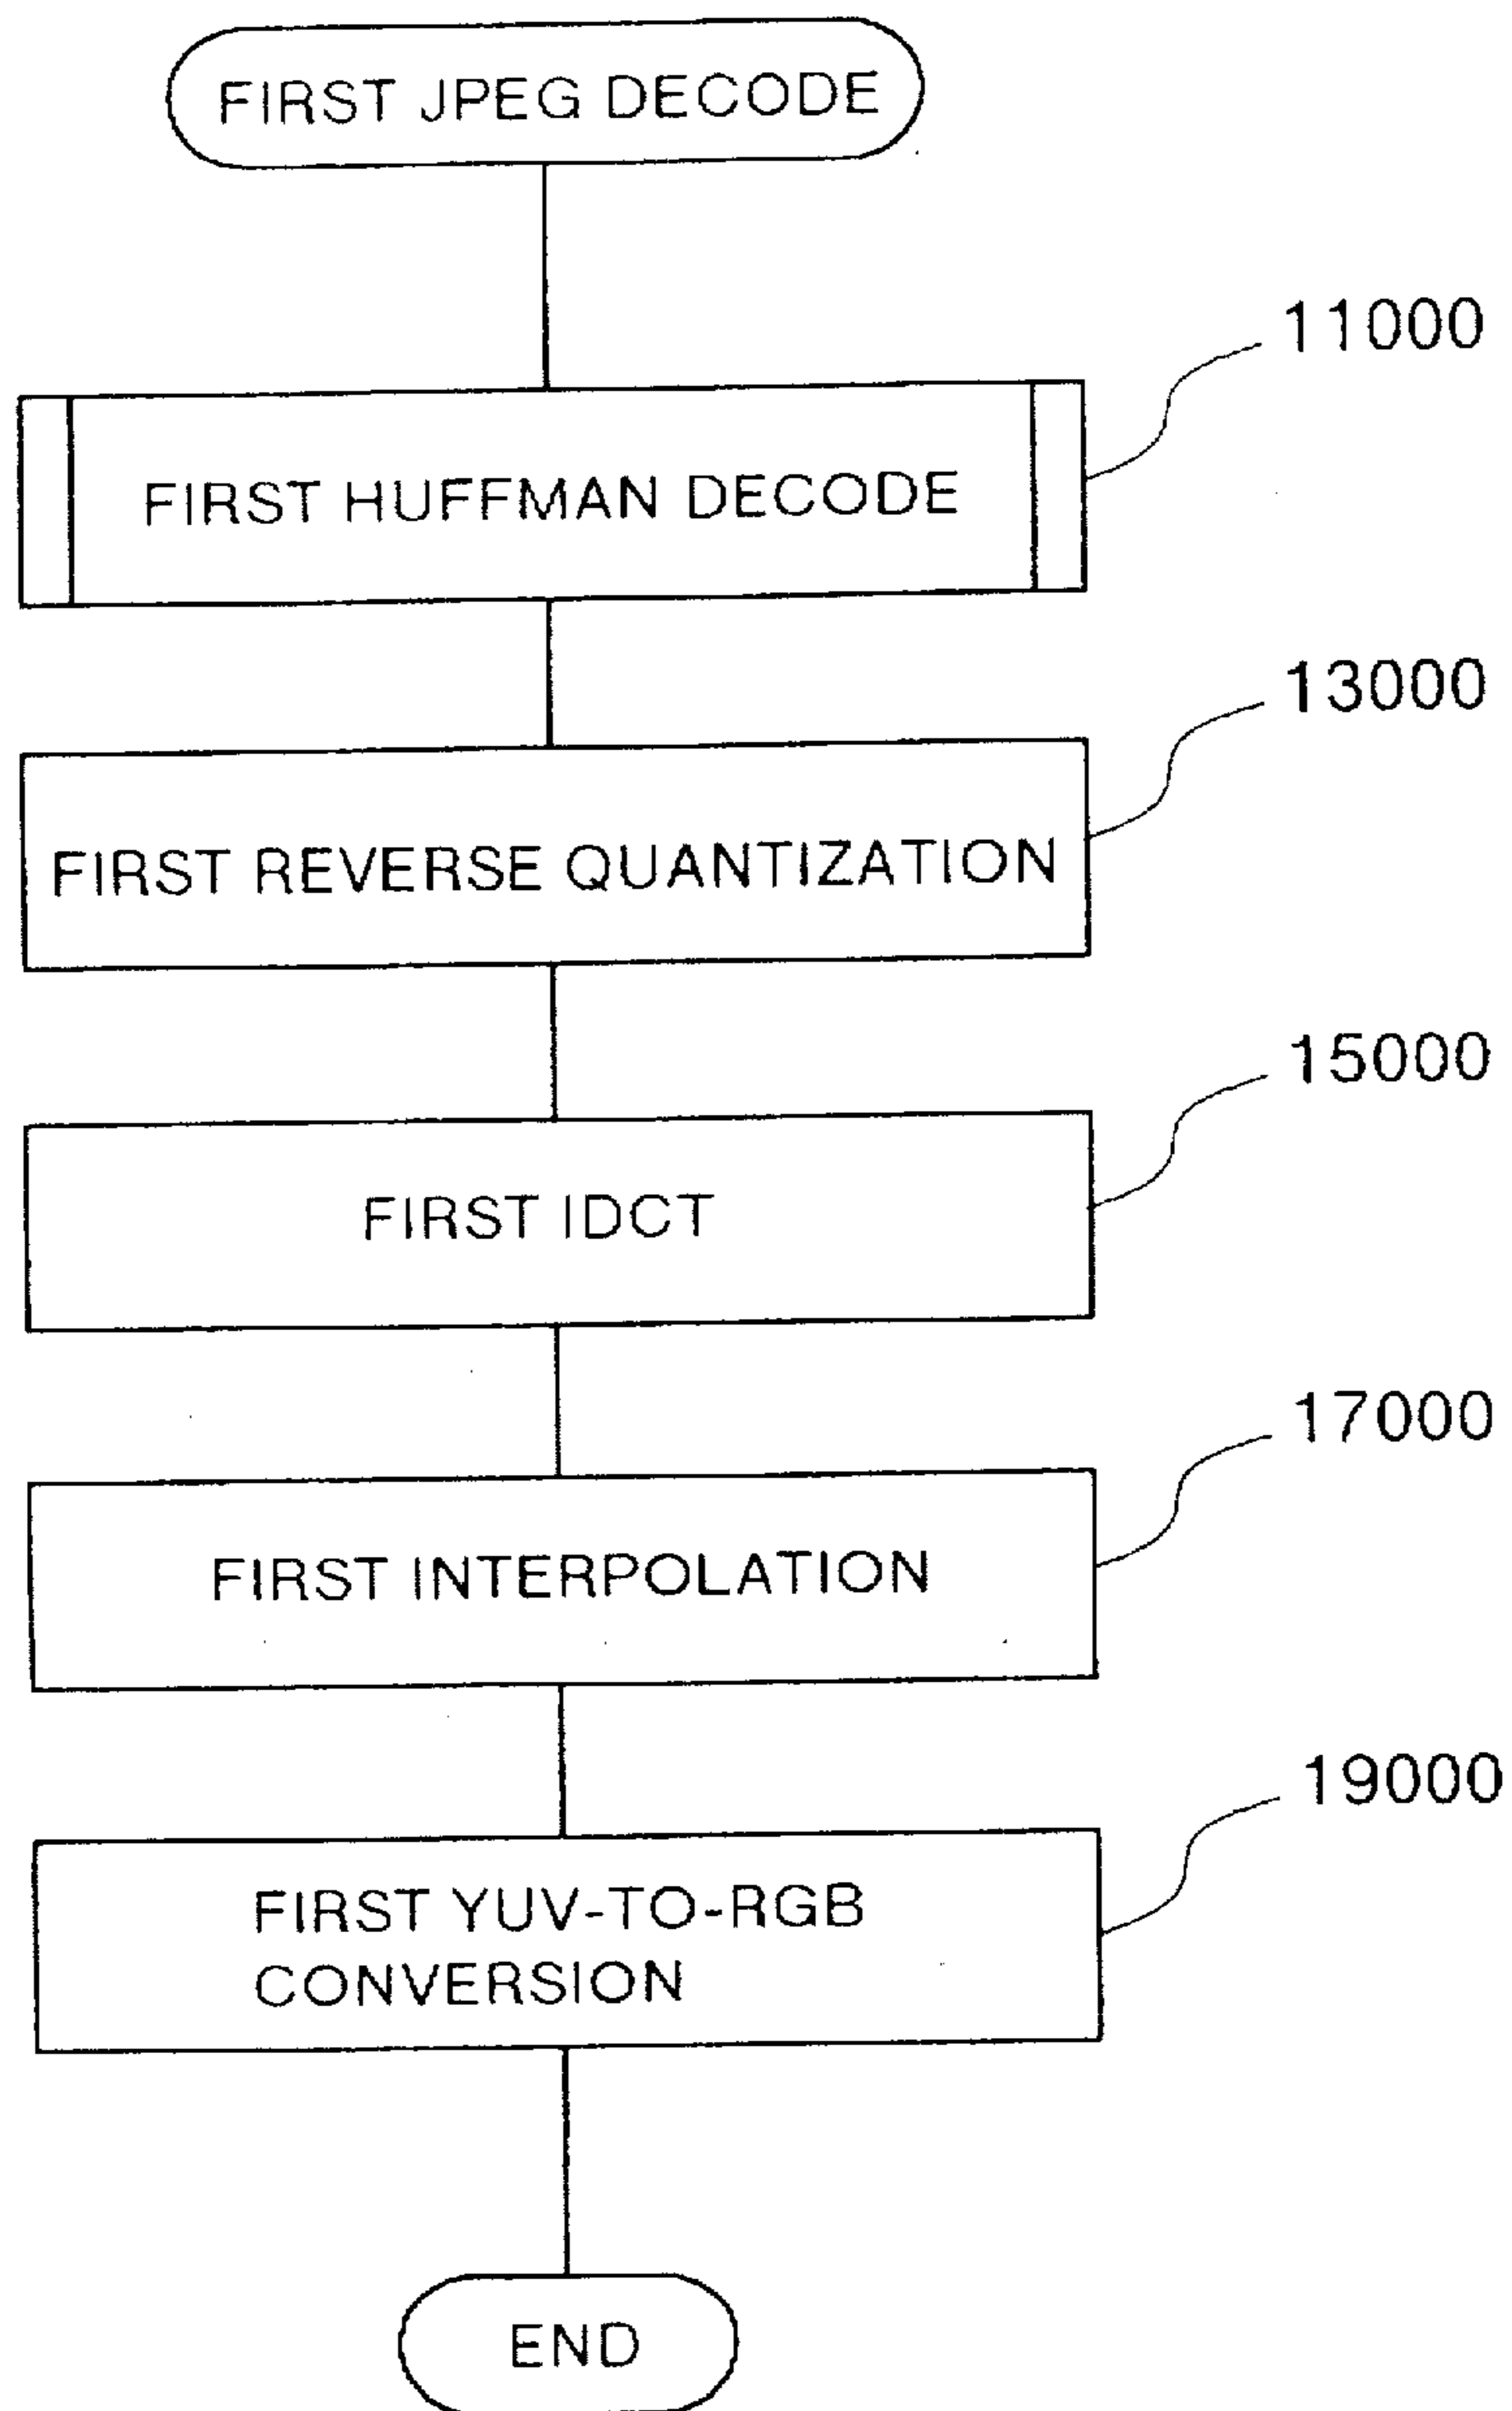 FIRST JPEG DECODE
11000
FIRST HUFFMAN DECODE
13000
FIRST REVERSE QUANTIZATION
15000
FIRST IDCT
17000
FIRST INTERPOLATION
19000
FIRST YUV-TO-RGB
CONVERSION
END